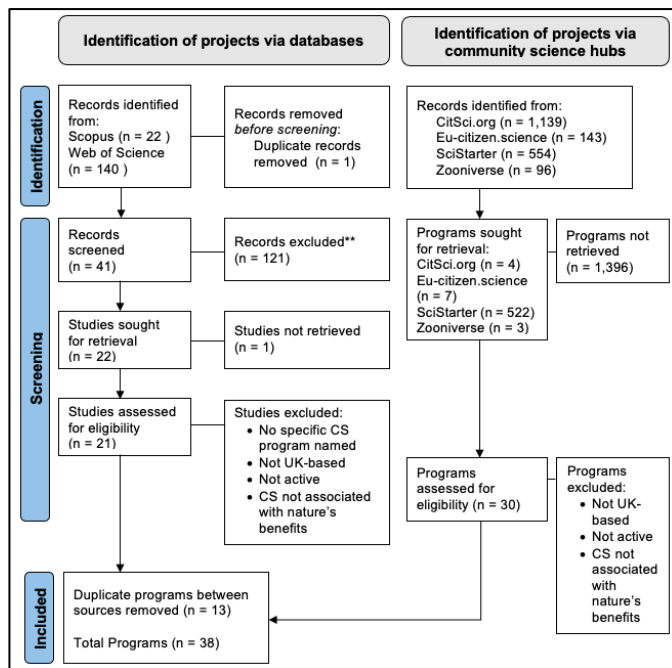 Identification of projects via databases
Identification of projects via
community science hubs
Identification
Records identified
from:
Scopus (n = 22 )
Web of Science
(n = 140 )
Records removed
before screening:
Duplicate records
removed (n = 1)
Records identified from:
CitSci.org (n = 1,139)
Eu-citizen.science (n = 143)
SciStarter (n = 554)
Zooniverse (n = 96)
Screening
Records
screened
(n = 41)
Records excluded**
(n = 121)
Programs sought
for retrieval:
CitSci.org (n = 4)
Eu-citizen.science
(n = 7)
SciStarter (n = 522)
Zooniverse (n = 3)
Programs not
retrieved
(n = 1,396)
Studies sought
for retrieval
(n = 22)
Studies not retrieved
(n = 1)
Studies assessed
for eligibility
(n = 21)
Studies excluded:
• No specific CS
program named
• Not UK-based
• Not active
• CS not associated
with nature's
benefits
Programs
assessed for
eligibility (n = 30)
Programs
excluded:
• Not UK-
based
• Not active
• CS not
associated
with
nature's
benefits
Included
Duplicate programs between
sources removed (n = 13)
Total Programs (n = 38)